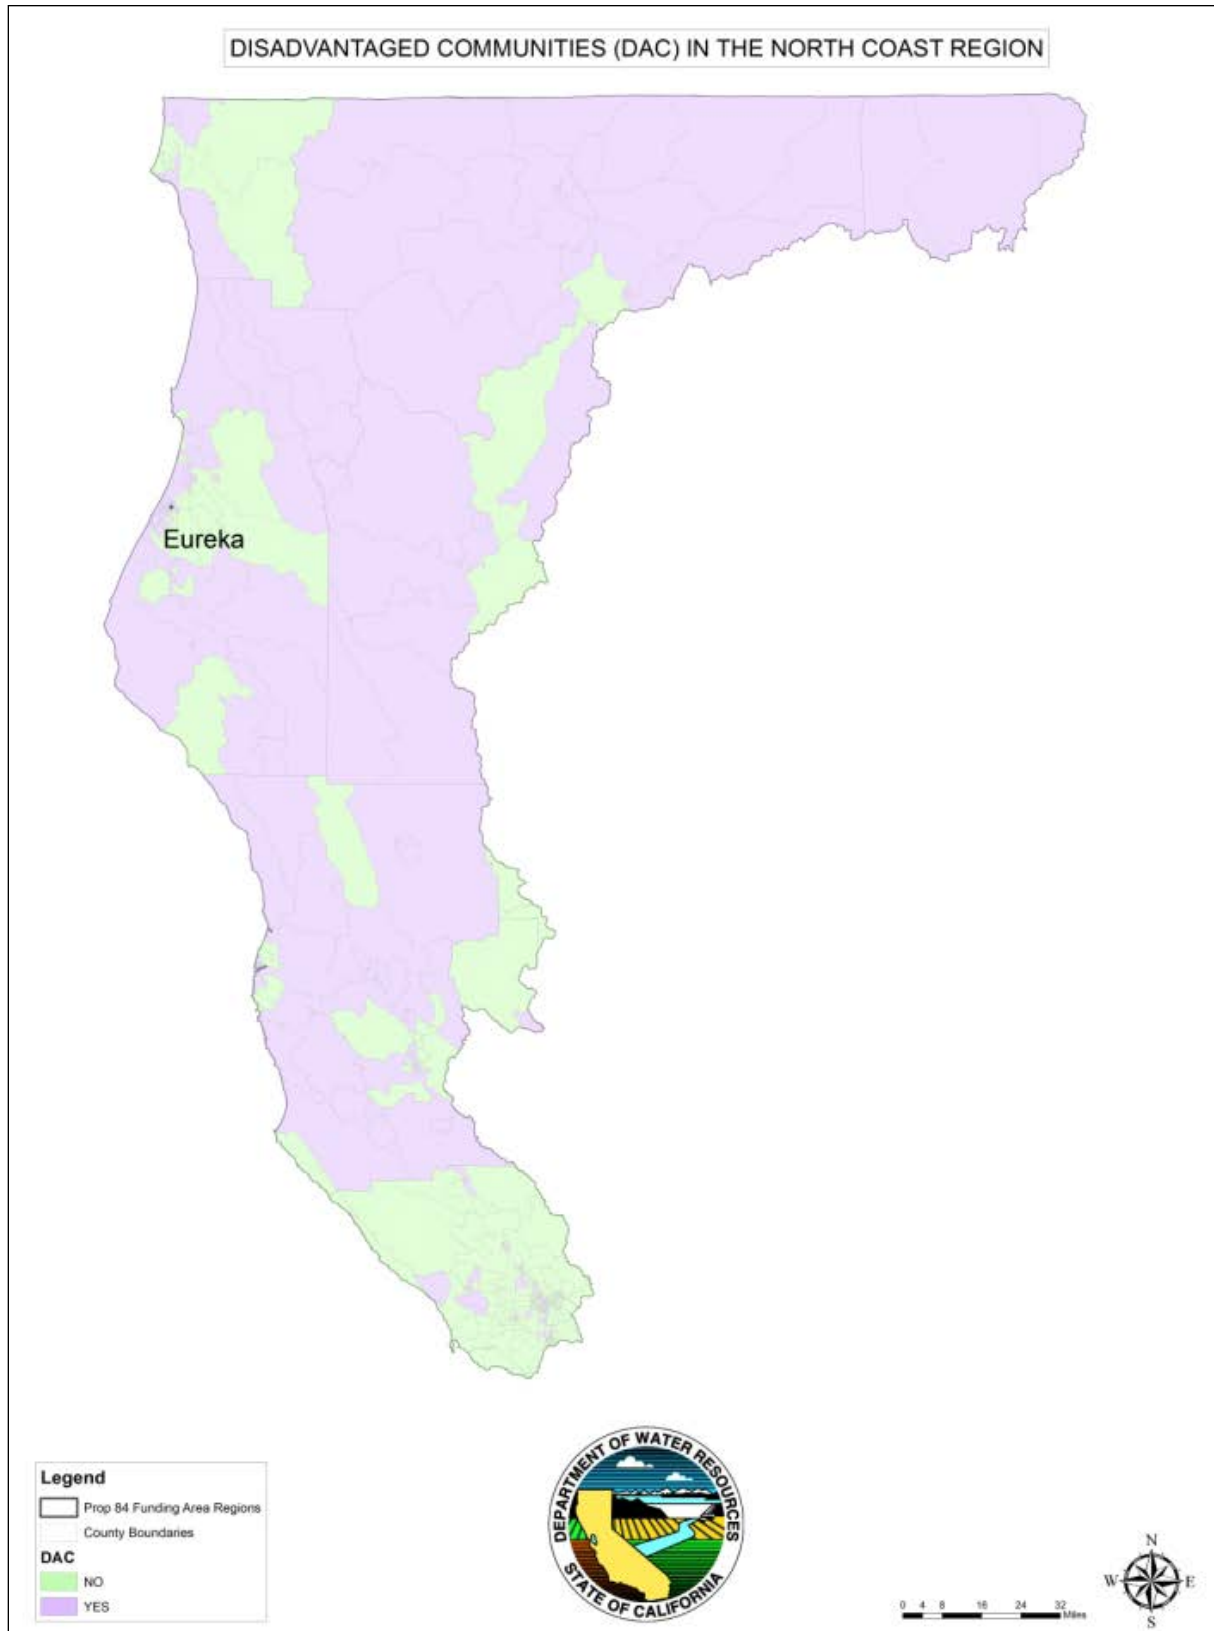 DISADVANTAGED COMMUNITIES (DAC) IN THE NORTH COAST REGION
Eureka
Legend
Prop 84 Funding Area Regions
County Boundaries
DAC
NO
YES
DEPARTMENT OF WATER RESOURCES
STATE OF CALIFORNIA
0 4 8 16 24 32
Miles
N
W E
S